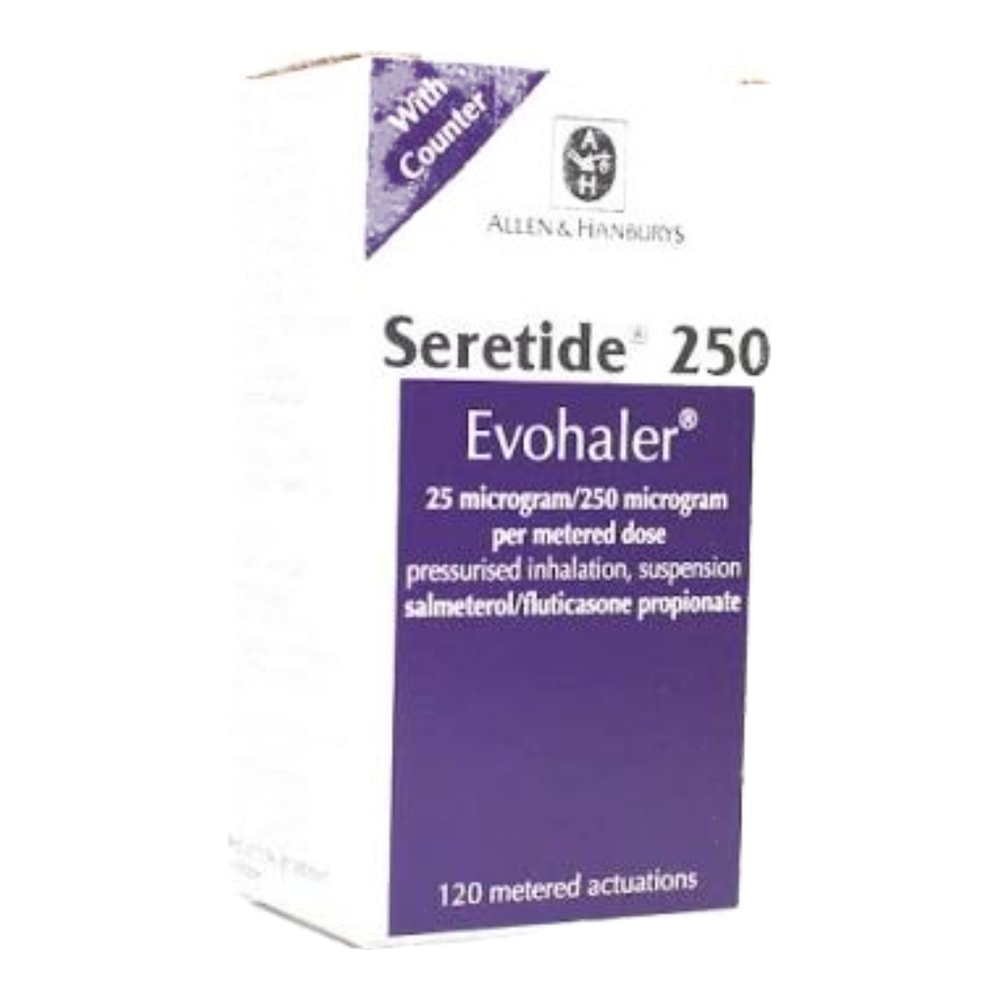 With
Counter
A
H
ALLEN & HANBURYS
Seretide® 250
Evohaler®
25 microgram/250 microgram
per metered dose
pressurised inhalation, suspension
salmeterol/fluticasone propionate
120 metered actuations